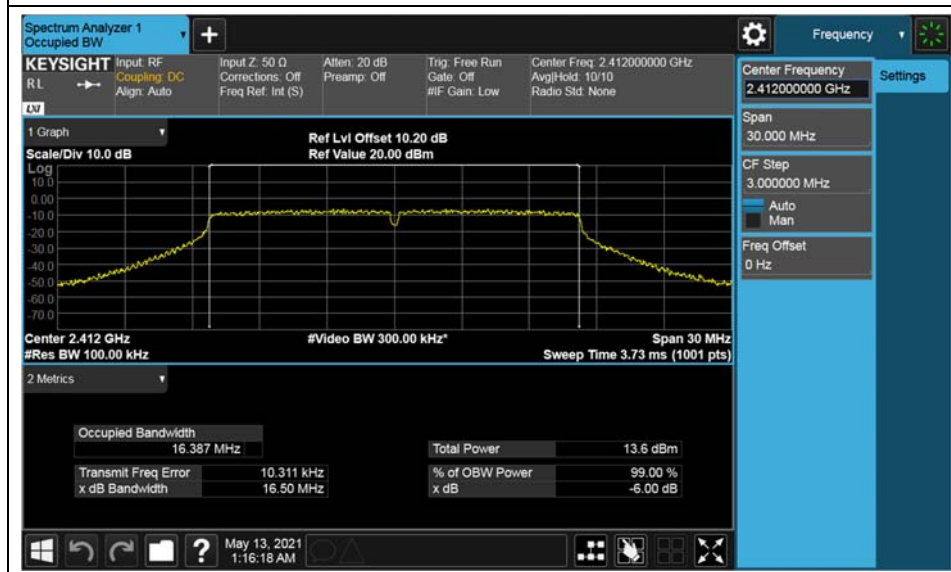 Spectrum Analyzer 1
Occupied BW
+
Frequency
KEYSIGHT
R L
LXI
Input: RF
Coupling: DC
Align: Auto
Input Z: 50 Ω
Corrections: Off
Freq Ref: Int (S)
Atten: 20 dB
Preamp: Off
Trig: Free Run
Gate: Off
#IF Gain: Low
Center Freq: 2.412000000 GHz
Avg|Hold: 10/10
Radio Std: None
Center Frequency
2.412000000 GHz
Settings
Span
30.000 MHz
CF Step
3.000000 MHz
Auto
Man
Freq Offset
0 Hz
1 Graph
Scale/Div 10.0 dB
Ref Lvl Offset 10.20 dB
Ref Value 20.00 dBm
Log
10.0
0.00
-10.0
-20.0
-30.0
-40.0
-50.0
-60.0
-70.0
Center 2.412 GHz
#Video BW 300.00 kHz*
Span 30 MHz
#Res BW 100.00 kHz
Sweep Time 3.73 ms (1001 pts)
2 Metrics
Occupied Bandwidth
16.387 MHz
Total Power 13.6 dBm
Transmit Freq Error 10.311 kHz
% of OBW Power 99.00 %
x dB Bandwidth 16.50 MHz
x dB -6.00 dB
?
May 13, 2021
1:16:18 AM